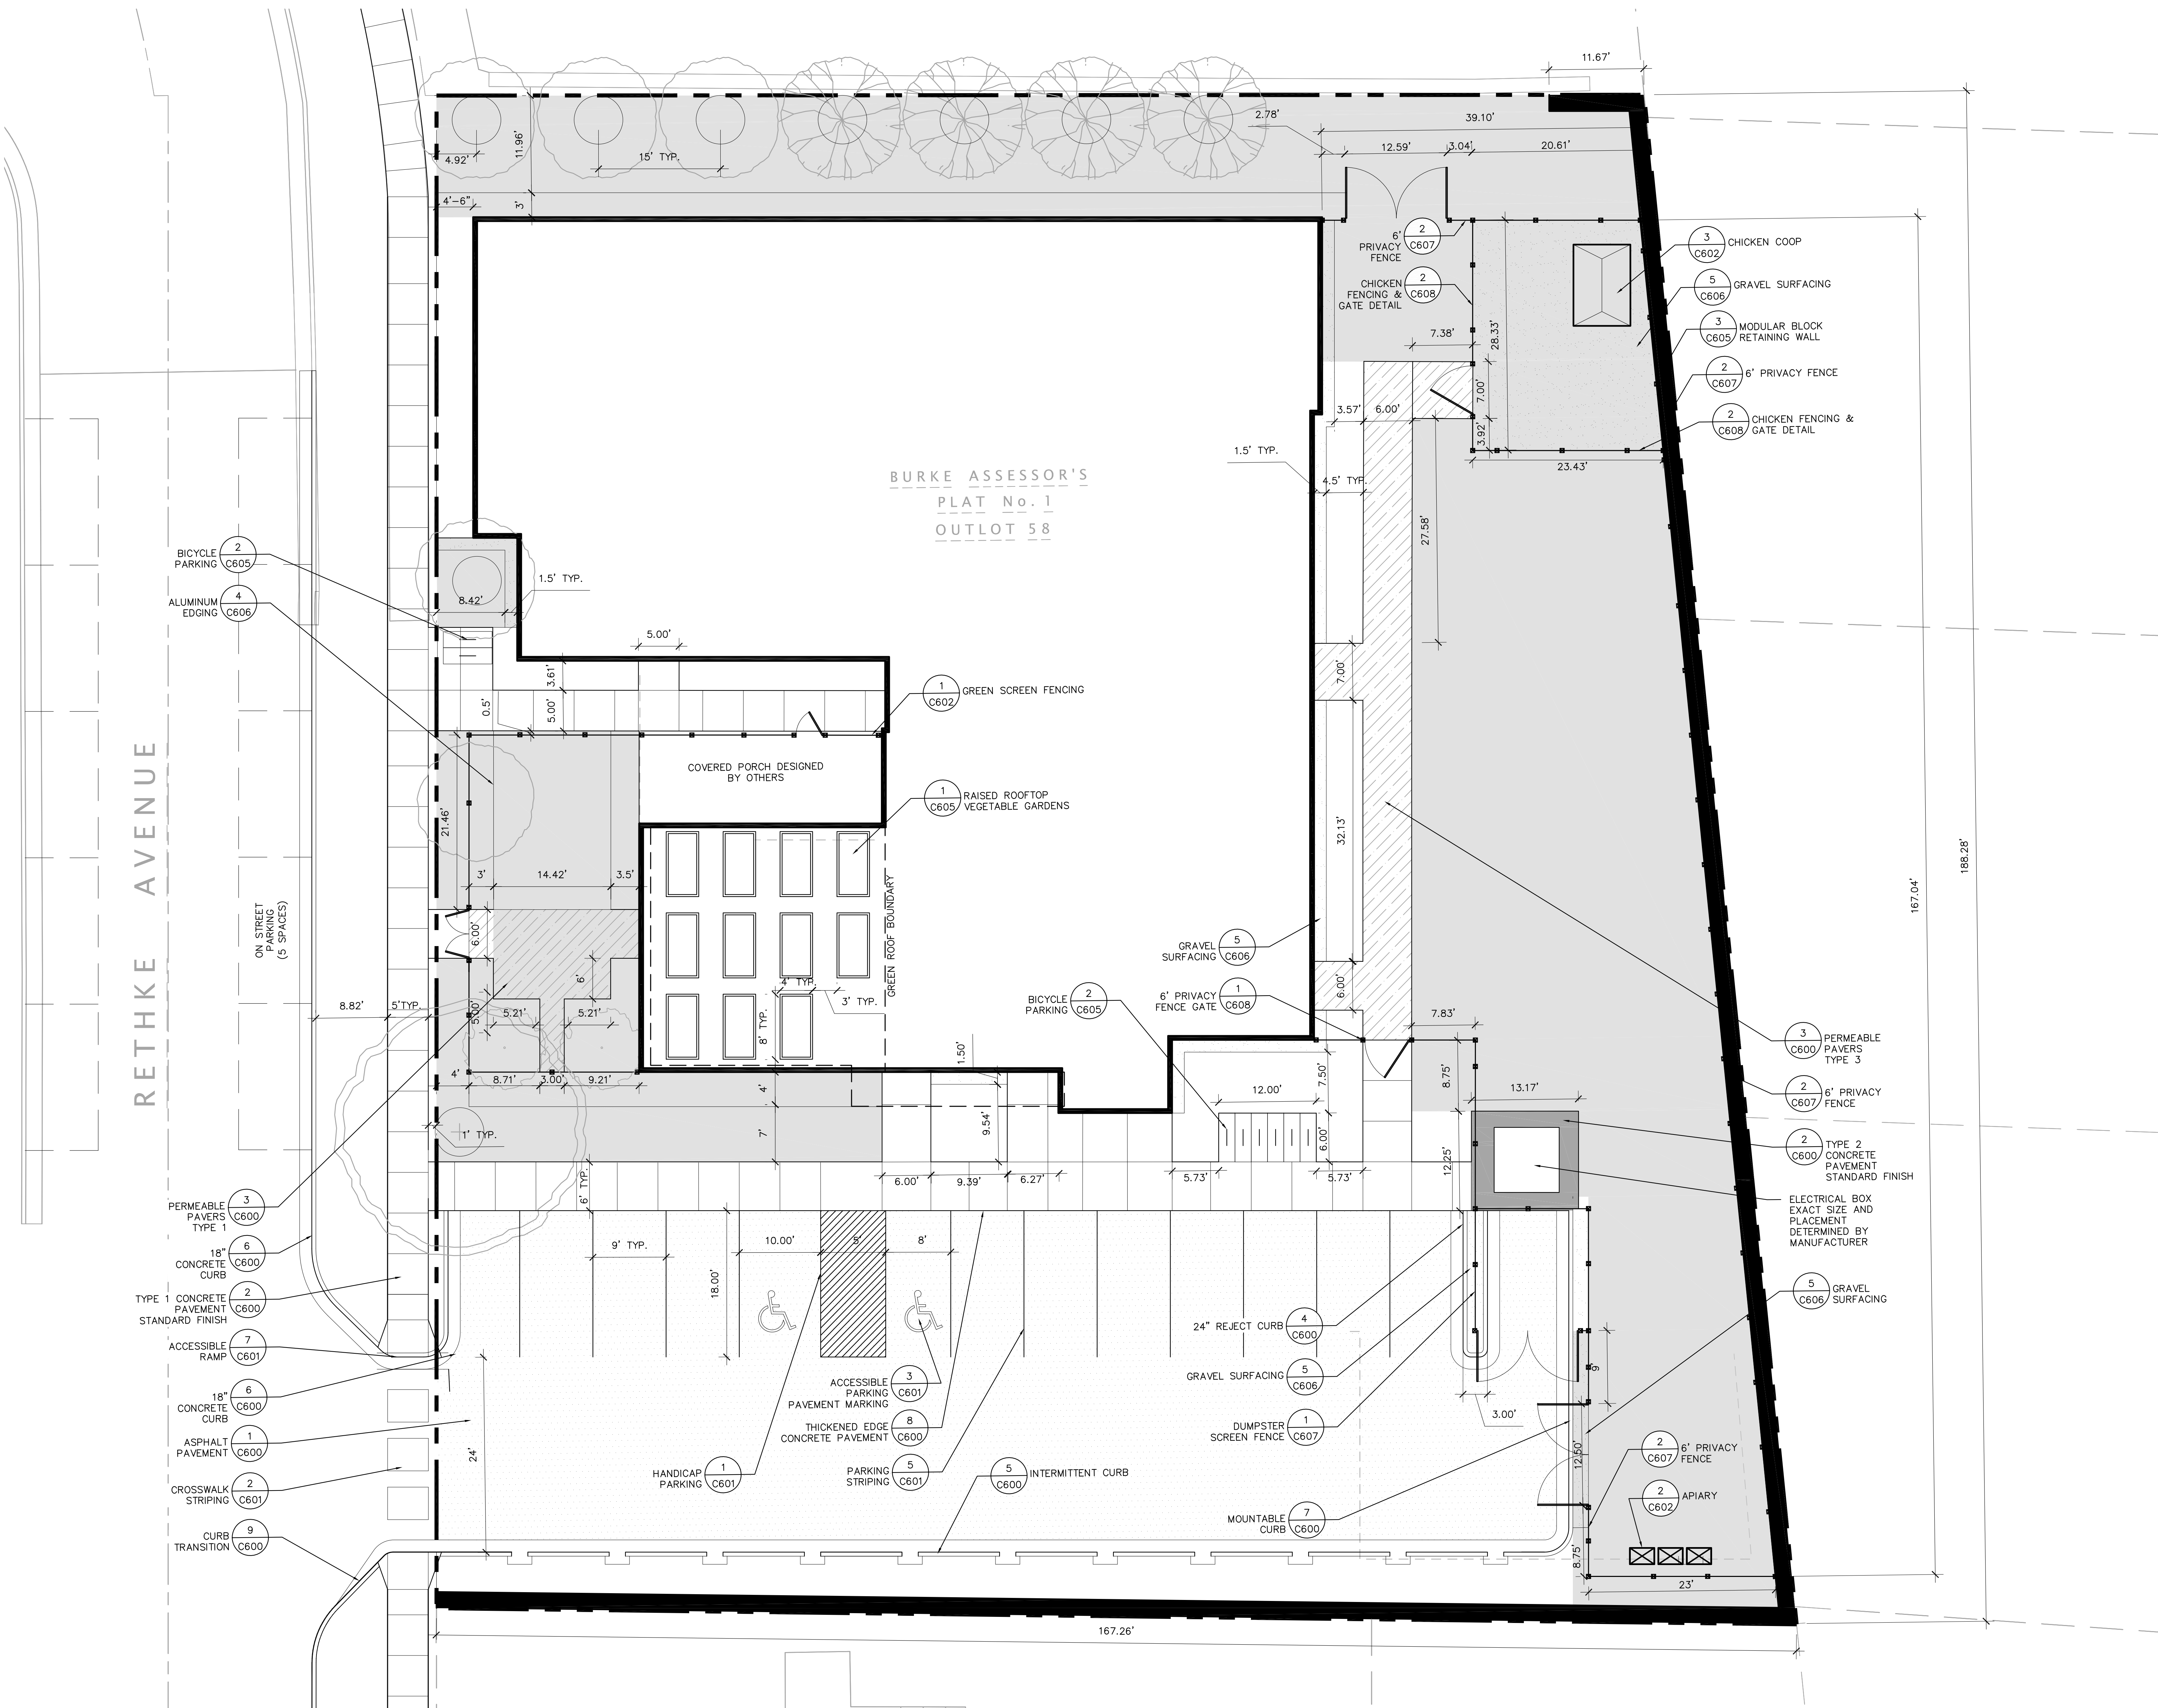 11.67'
2.78'
39.10'
12.59'
3.04'
20.61'
4.92'
11.96'
15' TYP.
4'-6"
3'
6'
PRIVACY
FENCE
2
C607
CHICKEN
FENCING &
GATE DETAIL
2
C608
3
C602
CHICKEN COOP
5
C606
GRAVEL SURFACING
3
C605
MODULAR BLOCK
RETAINING WALL
2
C607
6' PRIVACY FENCE
2
C608
CHICKEN FENCING &
GATE DETAIL
7.38'
28.33'
7.00'
3.92'
3.57'
6.00'
23.43'
1.5' TYP.
4.5' TYP.
27.58'
BURKE ASSESSOR'S
PLAT No. 1
OUTLOT 58
BICYCLE
PARKING
2
C605
ALUMINUM
EDGING
4
C606
1.5' TYP.
8.42'
5.00'
3.61'
0.5'
5.00'
1
C602
GREEN SCREEN FENCING
7.00'
COVERED PORCH DESIGNED
BY OTHERS
1
C605
RAISED ROOFTOP
VEGETABLE GARDENS
21.46'
32.13'
188.28'
167.04'
3'
14.42'
3.5'
GREEN ROOF BOUNDARY
RETHKE AVENUE
ON STREET
PARKING
(5 SPACES)
6.00'
6'
GRAVEL
SURFACING
5
C606
4' TYP.
3' TYP.
8' TYP.
BICYCLE
PARKING
2
C605
6' PRIVACY
FENCE GATE
1
C608
6.00'
8.82'
5'TYP.
5.00'
5.21'
5.21'
7.83'
3
C600
PERMEABLE
PAVERS
TYPE 3
1.50'
4'
8.71'
3.00'
9.21'
4'
7.50'
8.75'
12.00'
13.17'
2
C607
6' PRIVACY
FENCE
1' TYP.
7'
9.54'
6.00'
12.25'
2
C600
TYPE 2
CONCRETE
PAVEMENT
STANDARD FINISH
6' TYP.
6.00'
9.39'
6.27'
5.73'
5.73'
ELECTRICAL BOX
EXACT SIZE AND
PLACEMENT
DETERMINED BY
MANUFACTURER
PERMEABLE
PAVERS
TYPE 1
3
C600
18"
CONCRETE
CURB
6
C600
9' TYP.
18.00'
10.00'
5'
8'
TYPE 1 CONCRETE
PAVEMENT
STANDARD FINISH
2
C600
5
C606
GRAVEL
SURFACING
24" REJECT CURB
4
C600
ACCESSIBLE
RAMP
7
C601
9'
GRAVEL SURFACING
5
C606
ACCESSIBLE
PARKING
PAVEMENT MARKING
3
C601
18"
CONCRETE
CURB
6
C600
3.00'
THICKENED EDGE
CONCRETE PAVEMENT
8
C600
DUMPSTER
SCREEN FENCE
1
C607
ASPHALT
PAVEMENT
1
C600
24'
12.50'
2
C607
6' PRIVACY
FENCE
HANDICAP
PARKING
1
C601
PARKING
STRIPING
5
C601
5
C600
INTERMITTENT CURB
CROSSWALK
STRIPING
2
C601
2
C602
APIARY
MOUNTABLE
CURB
7
C600
CURB
TRANSITION
9
C600
8.75'
23'
167.26'